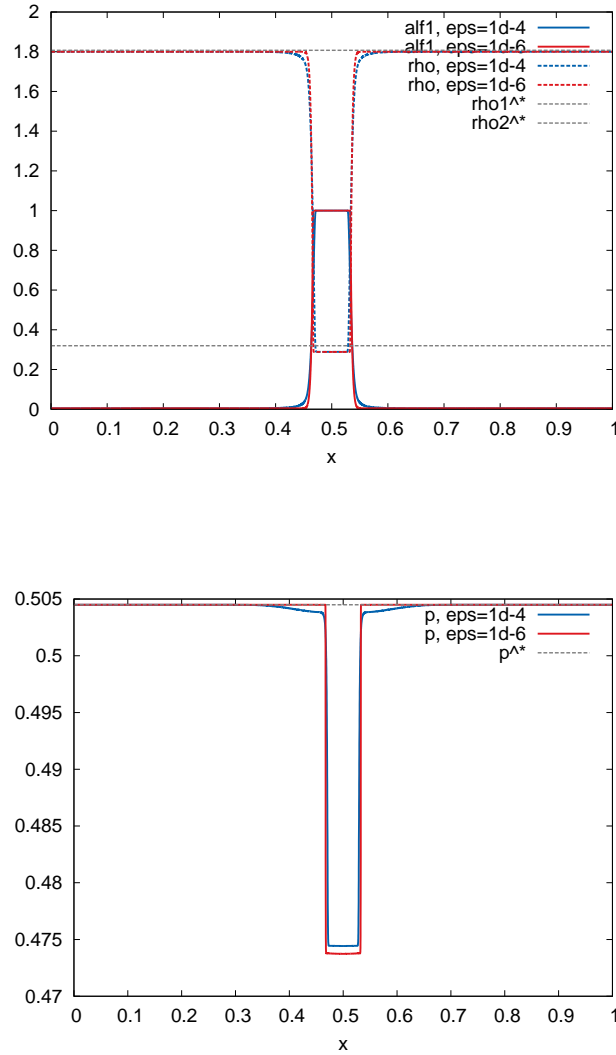 2
1.8
1.6
1.4
1.2
1
0.8
0.6
0.4
0.2
0
0 0.1 0.2 0.3 0.4 0.5 0.6 0.7 0.8 0.9 1
x
alf1, eps=1d-4
alf1, eps=1d-6
rho, eps=1d-4
rho, eps=1d-6
rho1^*
rho2^*
0.505
0.5
0.495
0.49
0.485
0.48
0.475
0.47
0 0.1 0.2 0.3 0.4 0.5 0.6 0.7 0.8 0.9 1
x
p, eps=1d-4
p, eps=1d-6
p^*